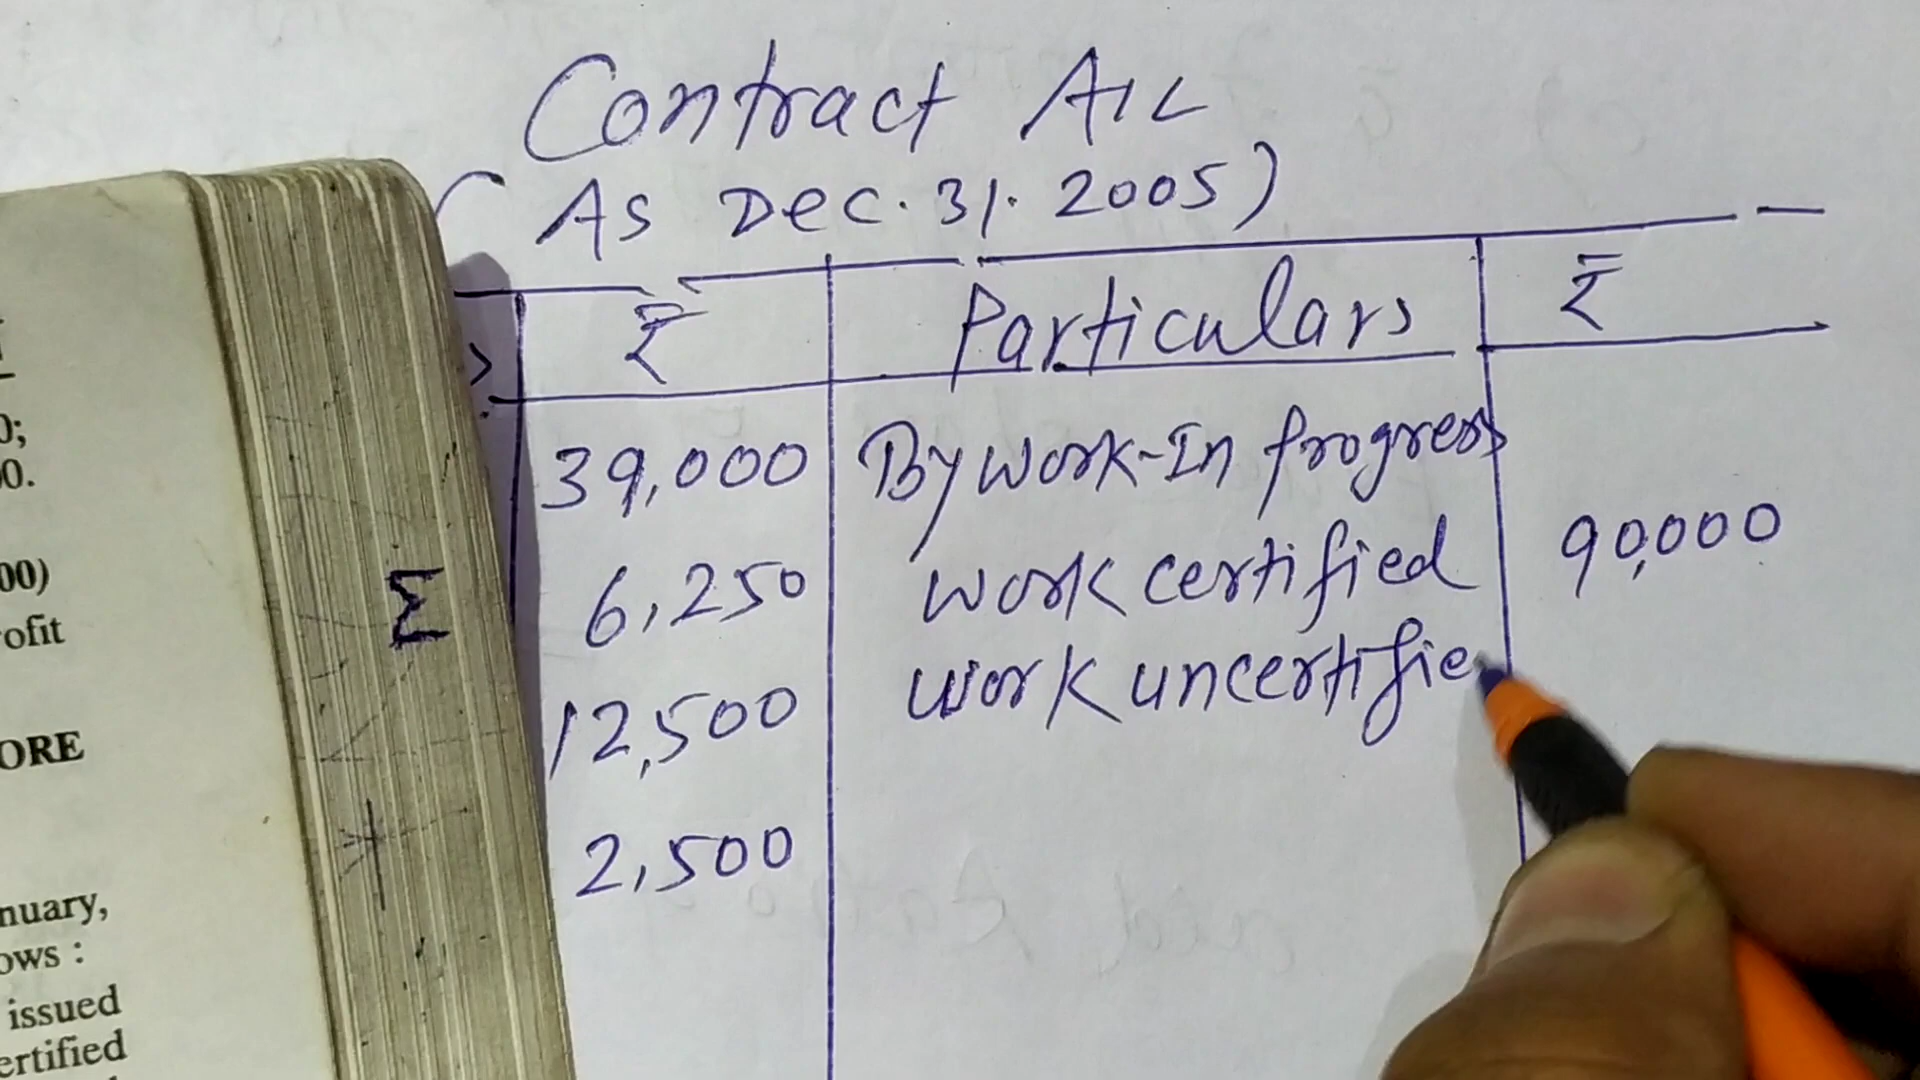 Contract A/C
(As Dec. 31. 2005)
₹ Particulars ₹
39,000 By work-In progress
6,250 work certified 90,000
12,500 work uncertifie
2,500
0;
00)
ofit
ORE
nuary,
ows :
issued
ertified